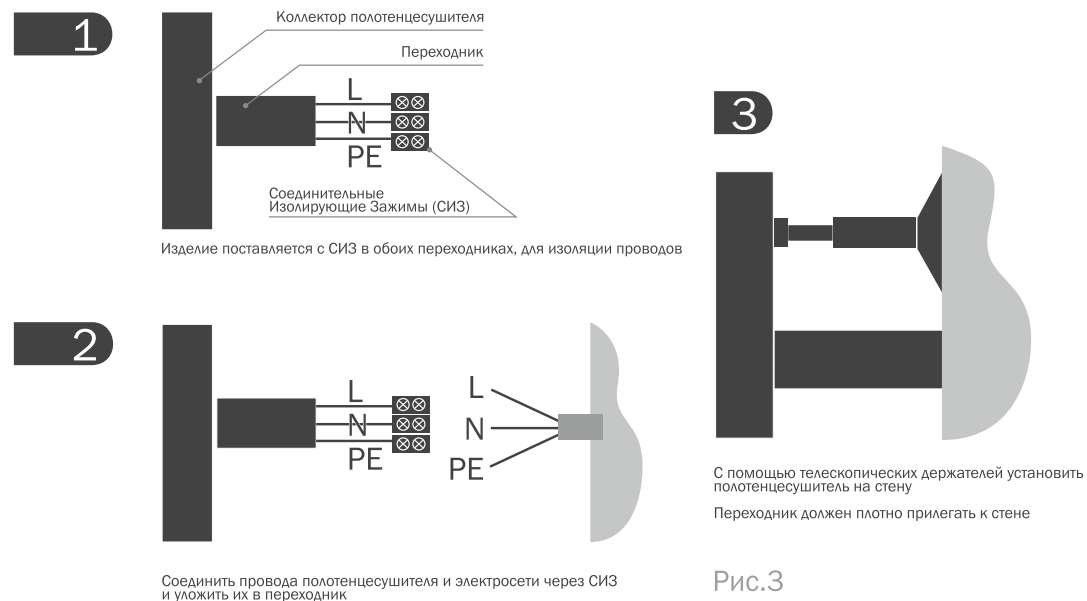 1
Коллектор полотенцесушителя
Переходник
L
N
PE
Соединительные
Изолирующие Зажимы (СИЗ)
Изделие поставляется с СИЗ в обоих переходниках, для изоляции проводов
2
L
N
PE
L
N
PE
Соединить провода полотенцесушителя и электросети через СИЗ
и уложить их в переходник
3
С помощью телескопических держателей установить
полотенцесушитель на стену
Переходник должен плотно прилегать к стене
Рис.3